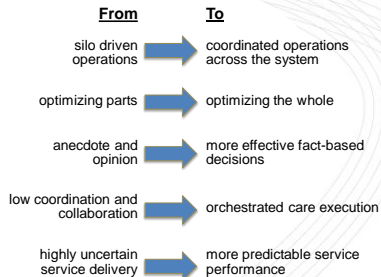 From To
silo driven operations
coordinated operations across the system
optimizing parts
optimizing the whole
anecdote and opinion
more effective fact-based decisions
low coordination and collaboration
orchestrated care execution
highly uncertain service delivery
more predictable service performance